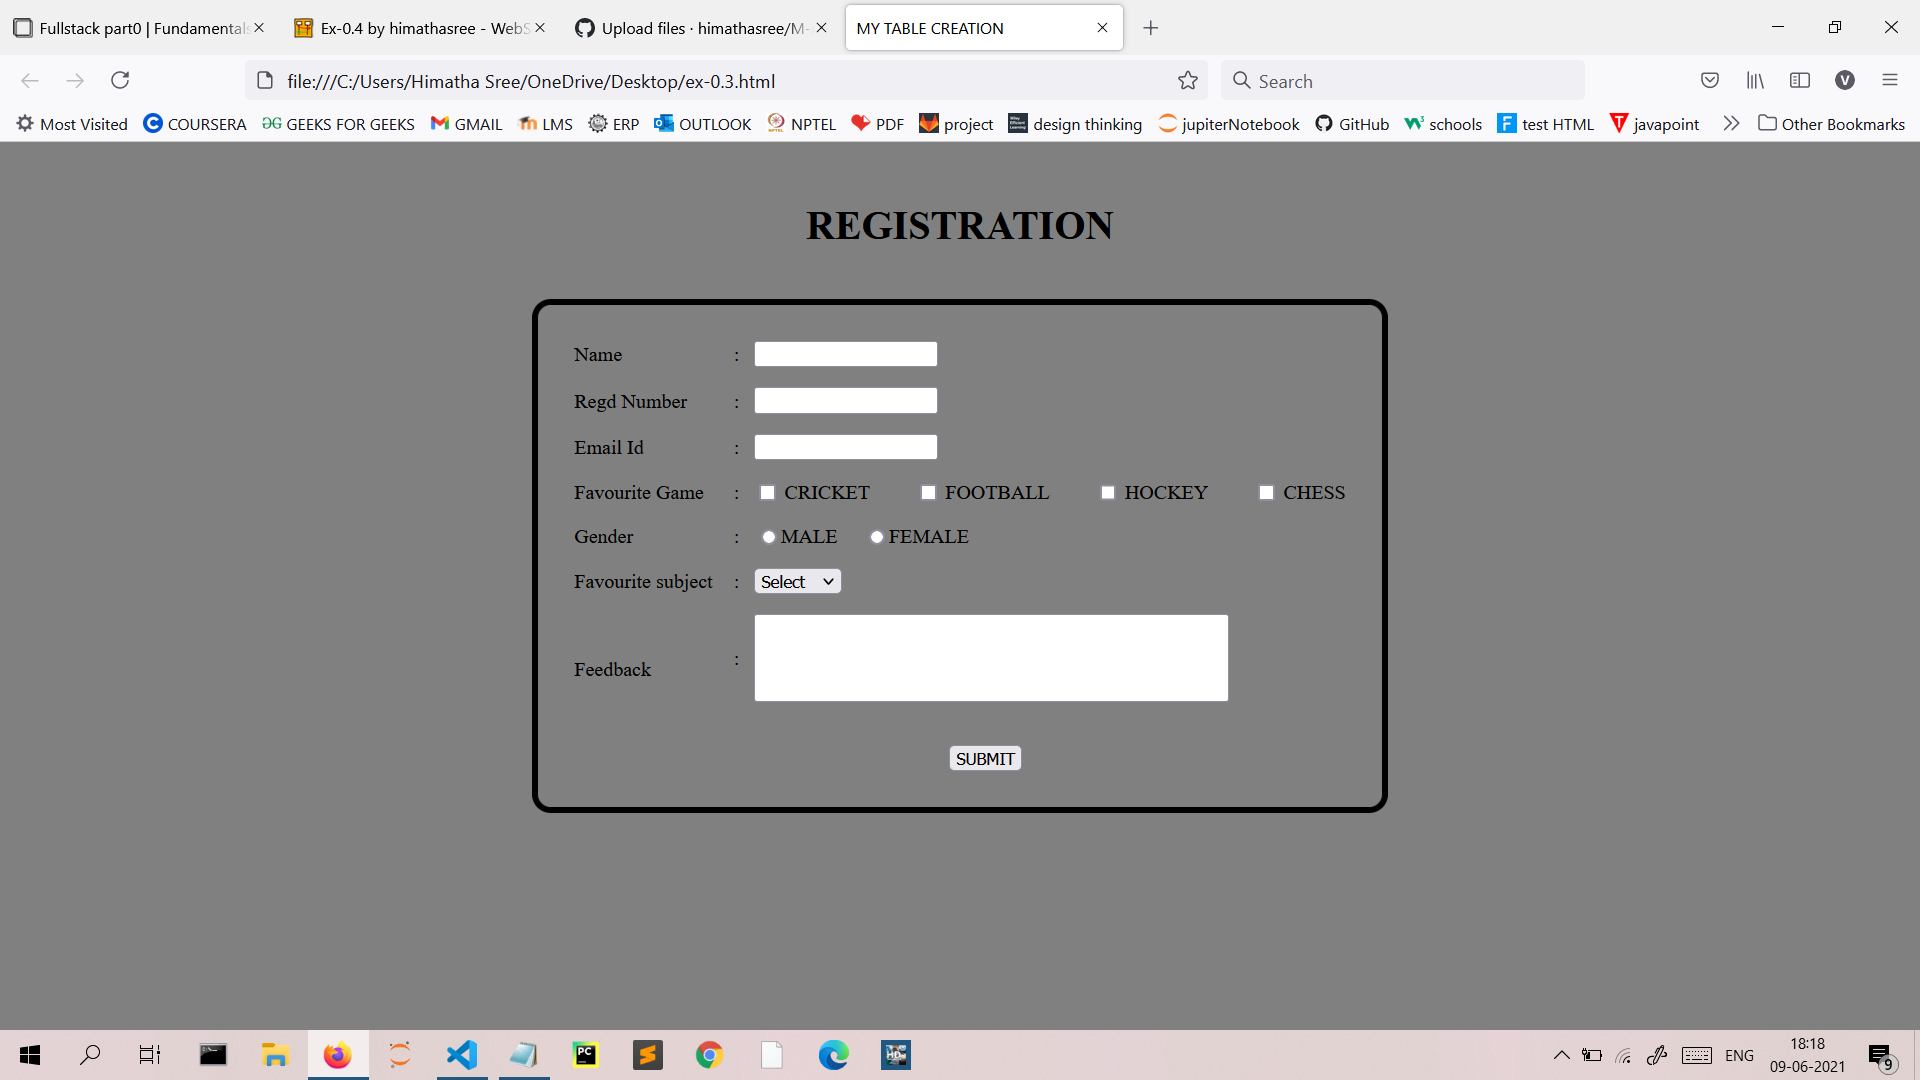 Fullstack part0 | Fundamentals Ex-0.4 by himathasree - WebS Upload files · himathasree/M- MY TABLE CREATION
file:///C:/Users/Himatha Sree/OneDrive/Desktop/ex-0.3.html Search V
Most Visited COURSERA GEEKS FOR GEEKS GMAIL LMS ERP OUTLOOK NPTEL PDF project design thinking jupiterNotebook GitHub schools test HTML javapoint Other Bookmarks
REGISTRATION
Name :
Regd Number :
Email Id :
Favourite Game : CRICKET FOOTBALL HOCKEY CHESS
Gender : MALE FEMALE
Favourite subject : Select
Feedback :
SUBMIT
ENG 18:18
09-06-2021 9